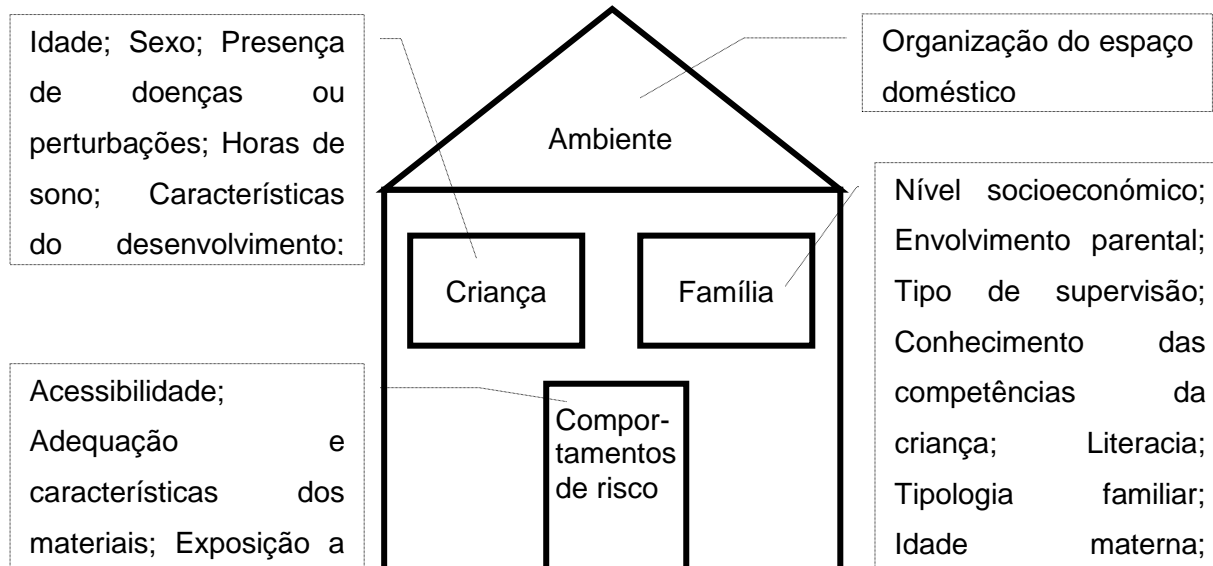 Idade; Sexo; Presença
de doenças ou
perturbações; Horas de
sono; Características
do desenvolvimento;
Organização do espaço
doméstico
Ambiente
Criança
Família
Nível socioeconómico;
Envolvimento parental;
Tipo de supervisão;
Conhecimento das
competências da
criança; Literacia;
Tipologia familiar;
Idade materna;
Acessibilidade;
Adequação e
características dos
materiais; Exposição a
Compor-
tamentos
de risco